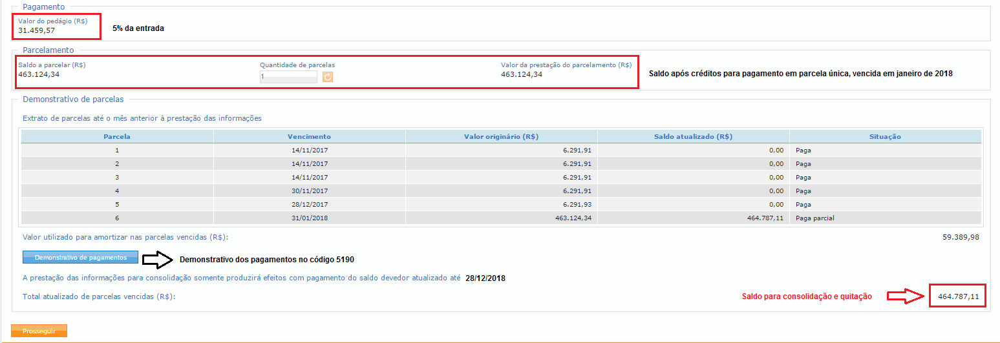 Pagamento
Valor do pedágio (R$)
31.459,57
5% da entrada
Parcelamento
Saldo a parcelar (R$) Quantidade de parcelas Valor da prestação do parcelamento (R$)
463.124,34 1 463.124,34
Saldo após créditos para pagamento em parcela única, vencida em janeiro de 2018
Demonstrativo de parcelas
Extrato de parcelas até o mês anterior à prestação das informações
Parcela Vencimento Valor originário (R$) Saldo atualizado (R$) Situação
1 14/11/2017 6.291,91 0,00 Paga
2 14/11/2017 6.291,91 0,00 Paga
3 14/11/2017 6.291,91 0,00 Paga
4 30/11/2017 6.291,91 0,00 Paga
5 28/12/2017 6.291,93 0,00 Paga
6 31/01/2018 463.124,34 464.787,11 Paga parcial
Valor utilizado para amortizar nas parcelas vencidas (R$): 59.389,98
Demonstrativo de pagamentos Demonstrativo dos pagamentos no código 5190
A prestação das informações para consolidação somente produzirá efeitos com pagamento do saldo devedor atualizado até 28/12/2018
Total atualizado de parcelas vencidas (R$): Saldo para consolidação e quitação 464.787,11
Prosseguir